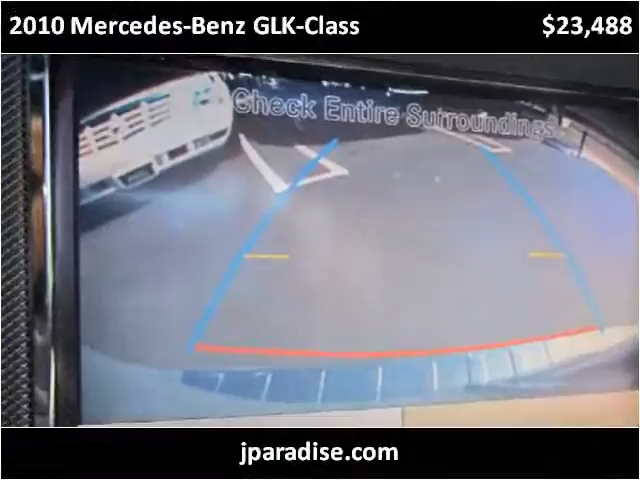 2010 Mercedes-Benz GLK-Class $23,488
Check Entire Surroundings
jparadise.com